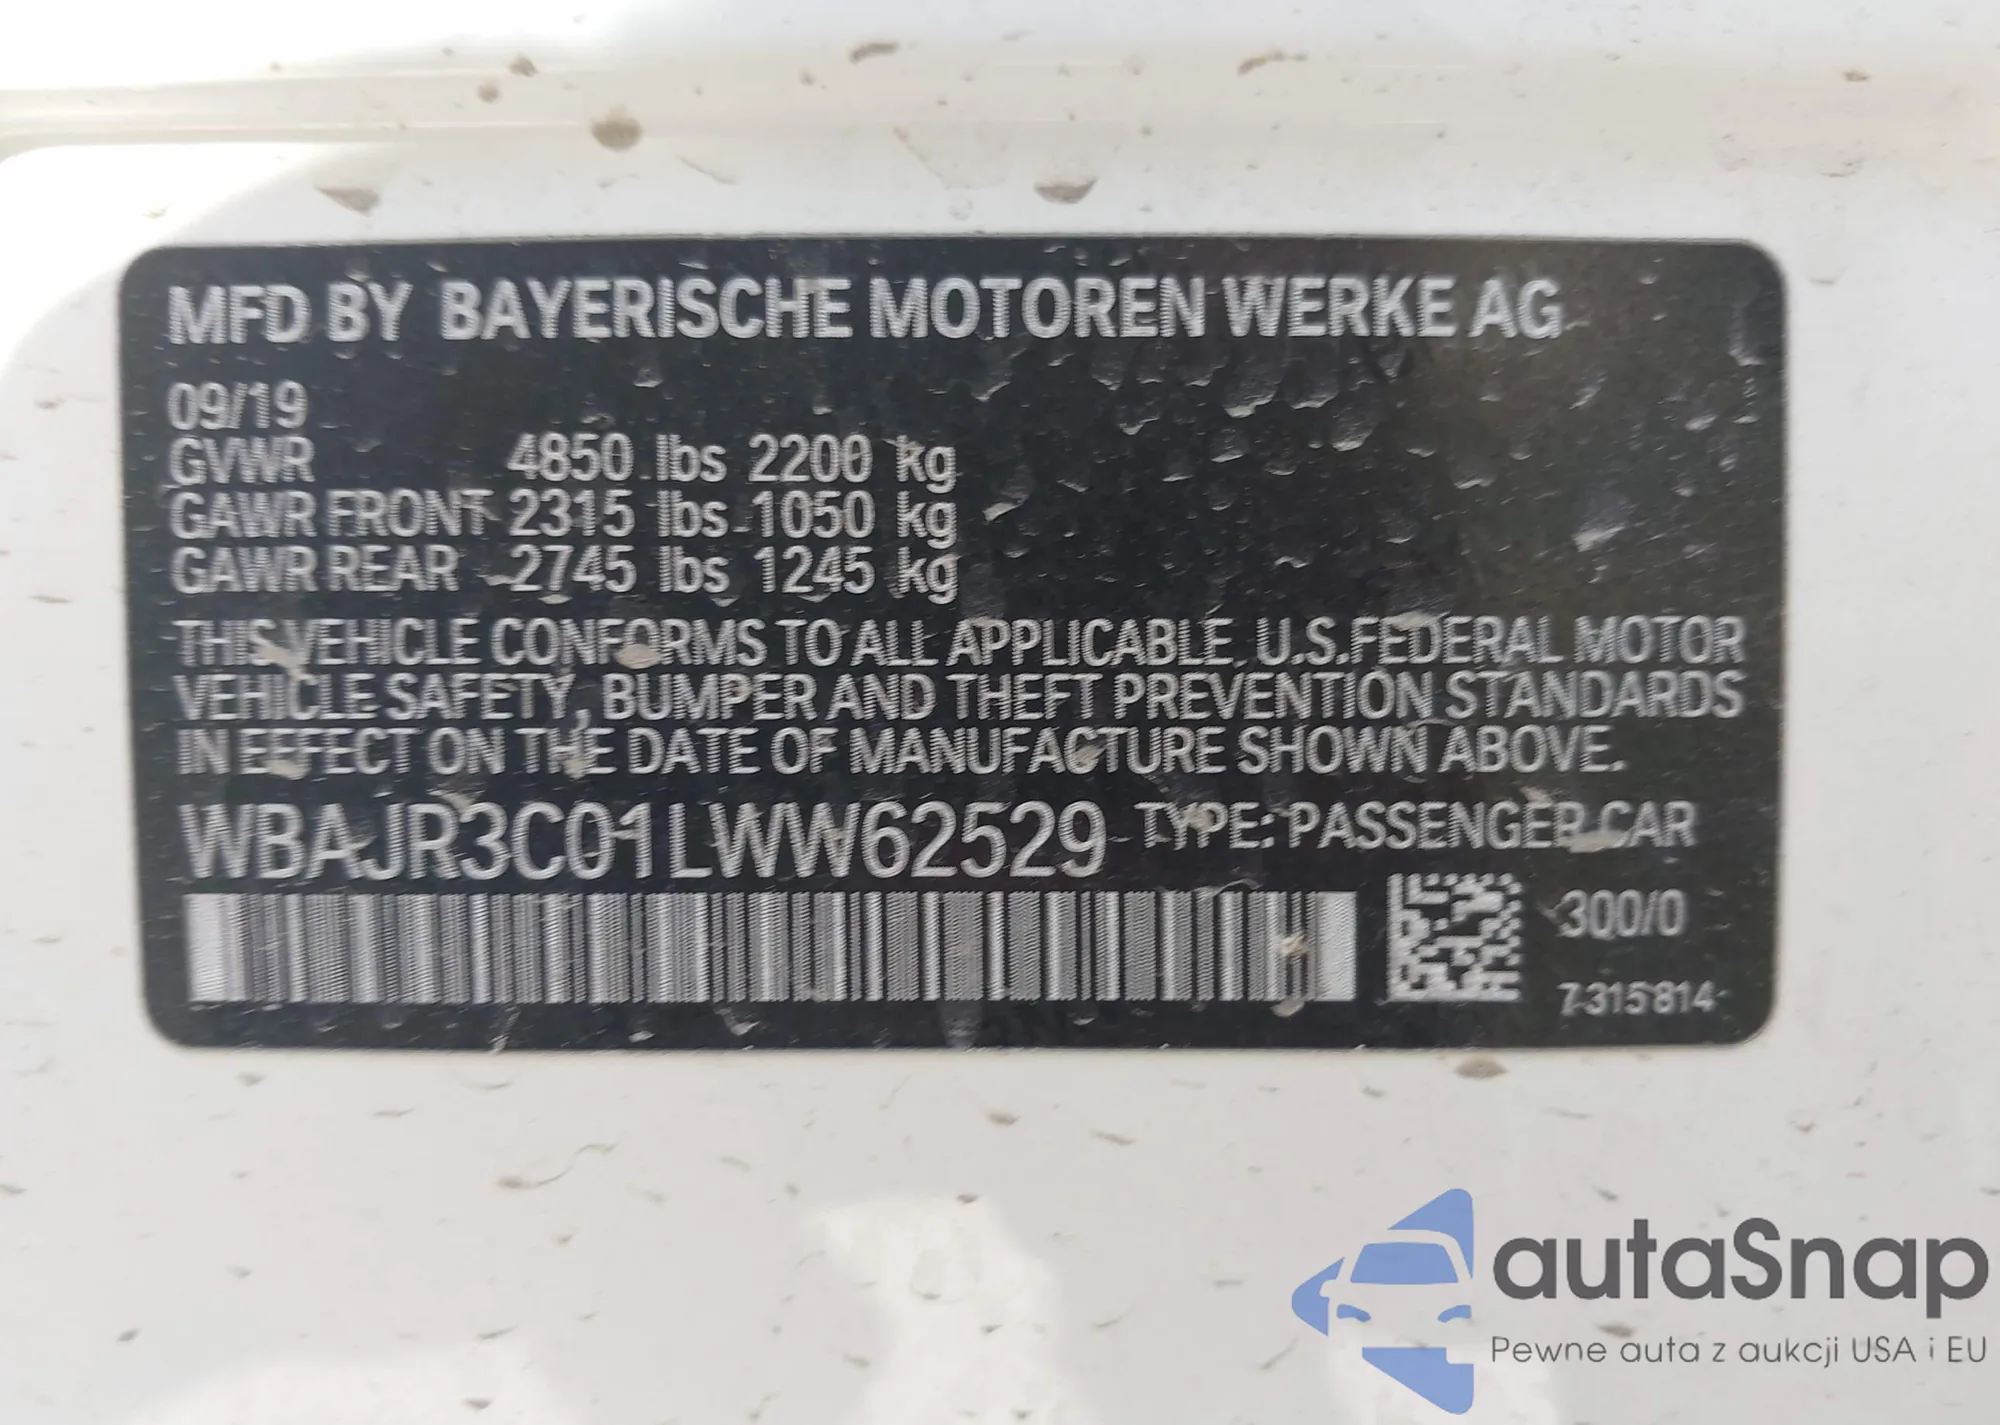 MFD BY BAYERISCHE MOTOREN WERKE AG
09/19
GVWR 4850 lbs 2200 kg
GAWR FRONT 2315 lbs 1050 kg
GAWR REAR 2745 lbs 1245 kg
THIS VEHICLE CONFORMS TO ALL APPLICABLE U.S.FEDERAL MOTOR
VEHICLE SAFETY, BUMPER AND THEFT PREVENTION STANDARDS
IN EFFECT ON THE DATE OF MANUFACTURE SHOWN ABOVE.
WBAJR3C01LWW62529 TYPE: PASSENGER CAR
300/0
7315814
autaSnap
Pewne auta z aukcji USA i EU